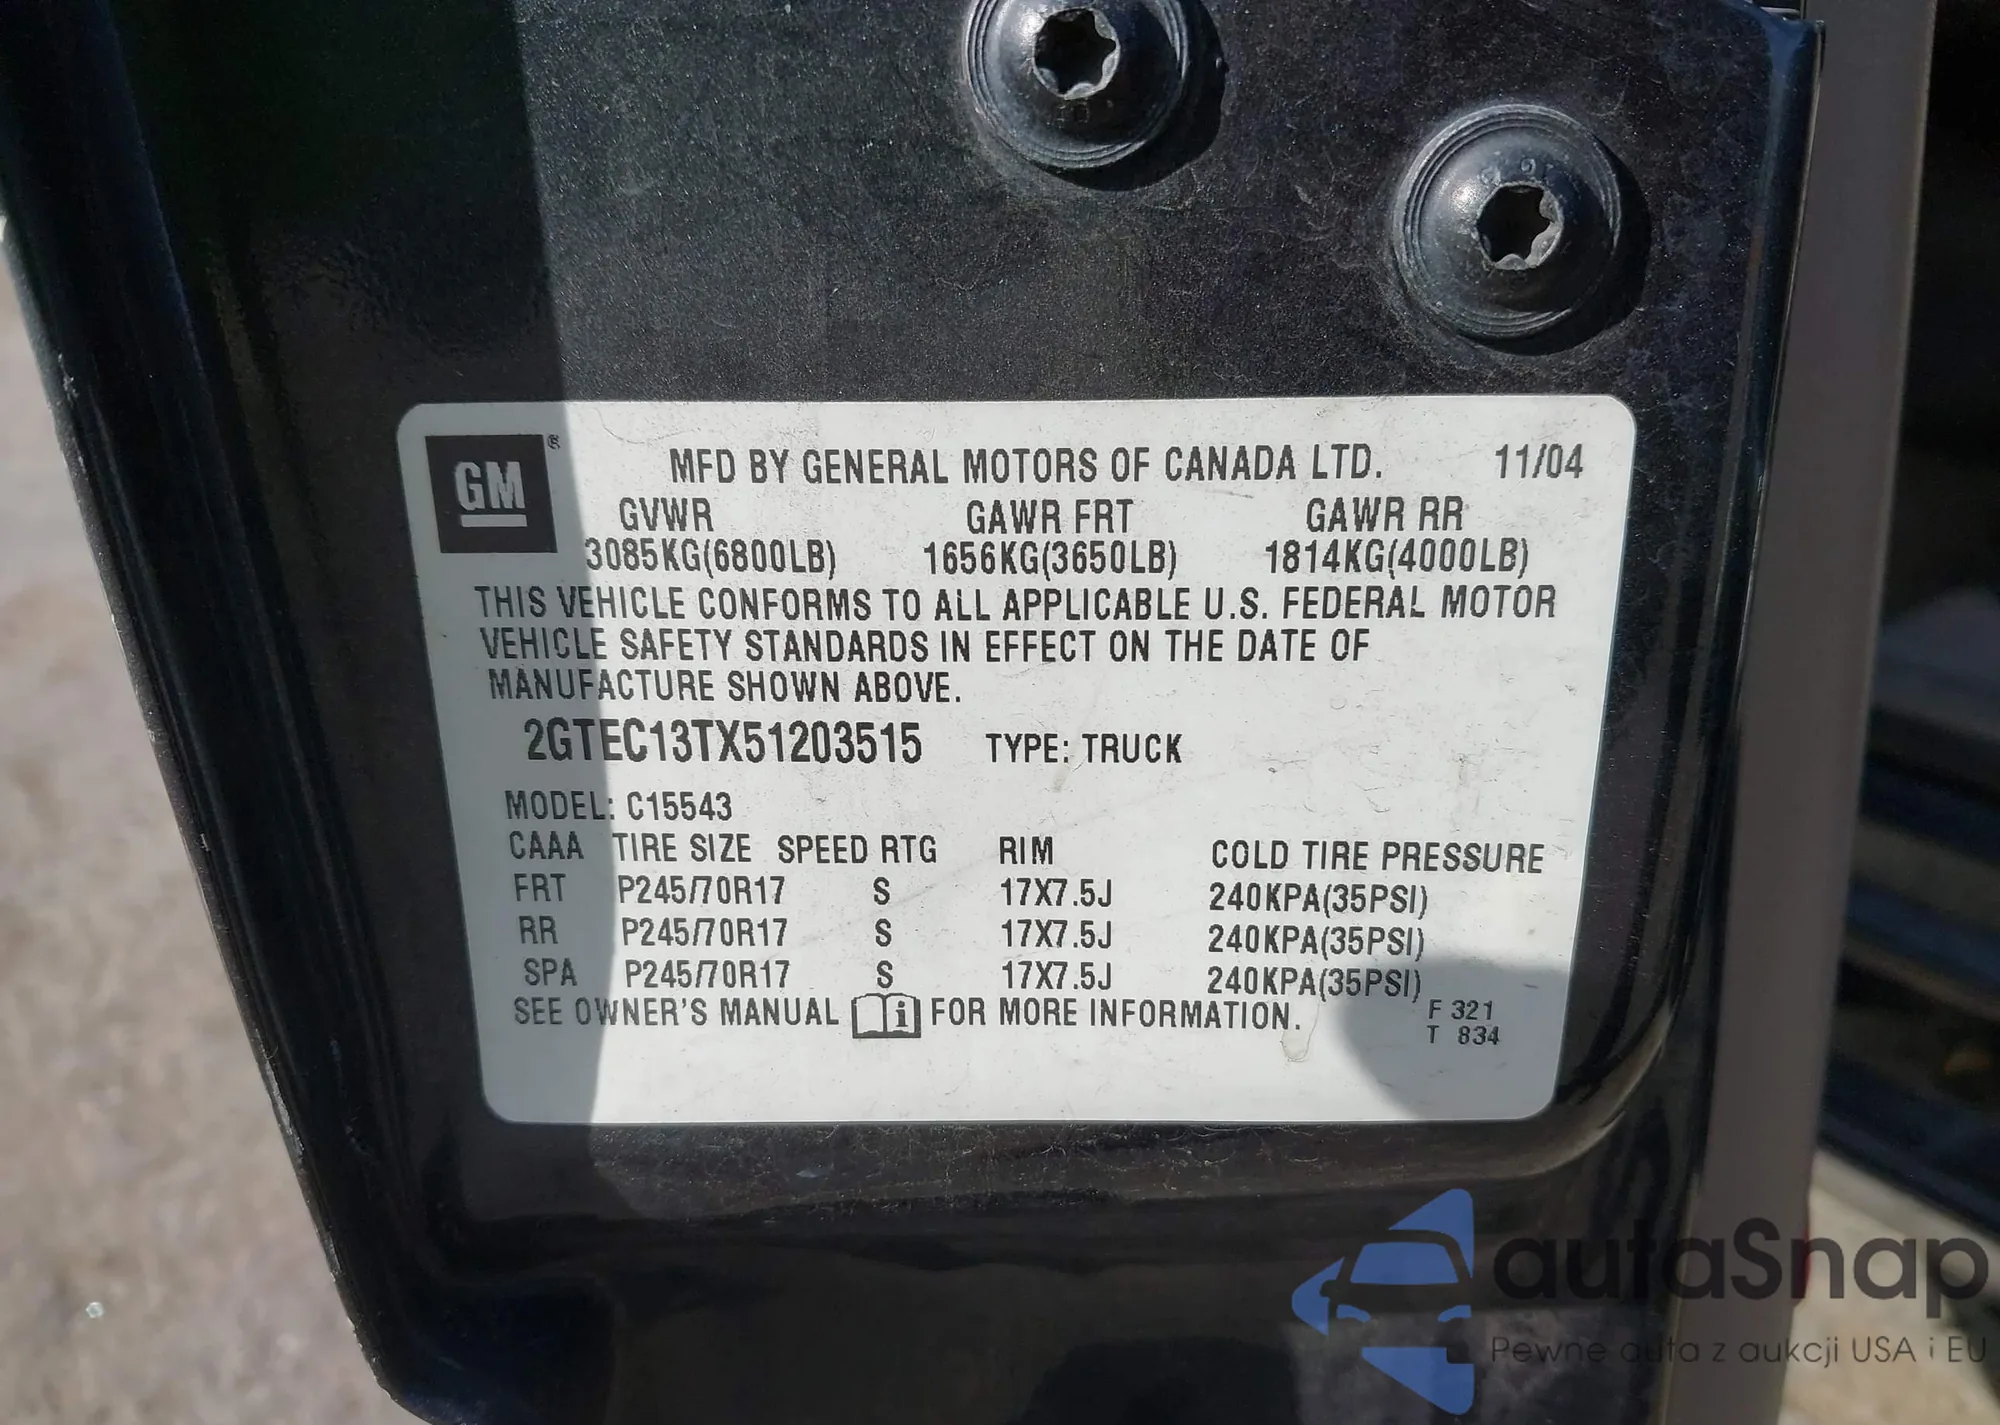 GM ®
MFD BY GENERAL MOTORS OF CANADA LTD. 11/04
GVWR GAWR FRT GAWR RR
3085KG(6800LB) 1656KG(3650LB) 1814KG(4000LB)
THIS VEHICLE CONFORMS TO ALL APPLICABLE U.S. FEDERAL MOTOR
VEHICLE SAFETY STANDARDS IN EFFECT ON THE DATE OF
MANUFACTURE SHOWN ABOVE.
2GTEC13TX51203515 TYPE: TRUCK
MODEL: C15543
CAAA TIRE SIZE SPEED RTG RIM COLD TIRE PRESSURE
FRT P245/70R17 S 17X7.5J 240KPA(35PSI)
RR P245/70R17 S 17X7.5J 240KPA(35PSI)
SPA P245/70R17 S 17X7.5J 240KPA(35PSI)
SEE OWNER'S MANUAL i FOR MORE INFORMATION.
F 321
T 834
autaSnap
Pewne auta z aukcji USA i EU